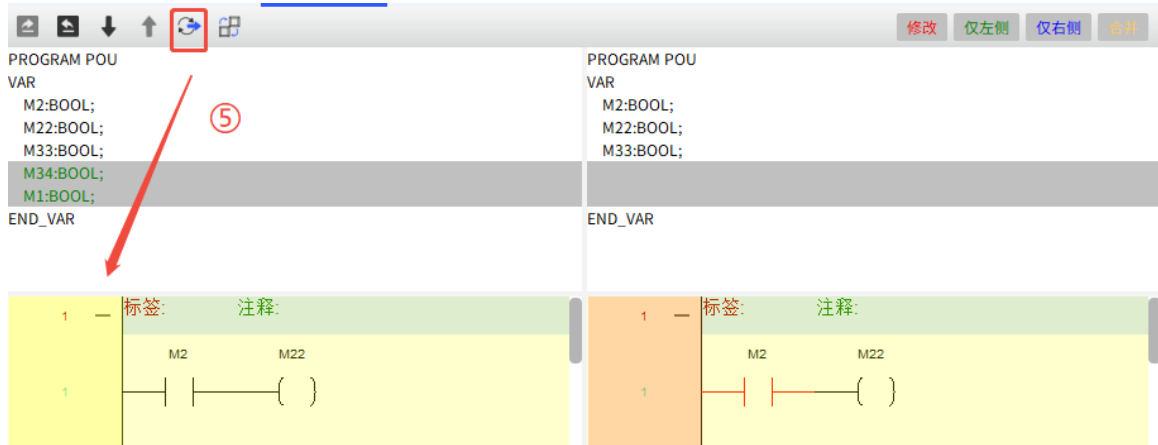 修改 仅左侧 仅右侧 合并
PROGRAM POU
VAR
M2:BOOL;
M22:BOOL;
M33:BOOL;
M34:BOOL;
M1:BOOL;
END_VAR
⑤
PROGRAM POU
VAR
M2:BOOL;
M22:BOOL;
M33:BOOL;
END_VAR
1 标签: 注释:
M2 M22
1
1 标签: 注释:
M2 M22
1